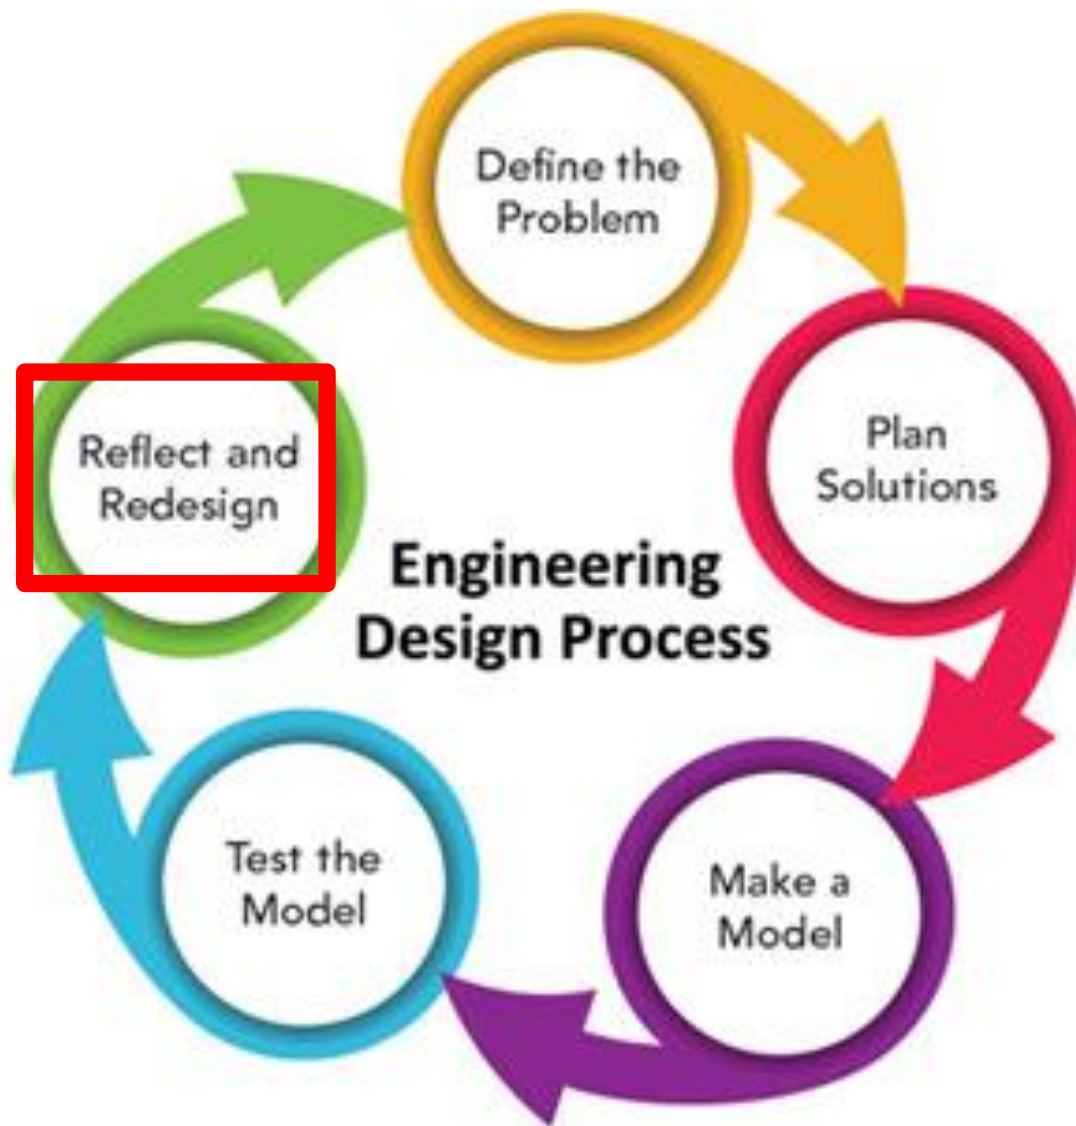 Define the
Problem
Plan
Solutions
Make a
Model
Test the
Model
Reflect and
Redesign
Engineering
Design Process